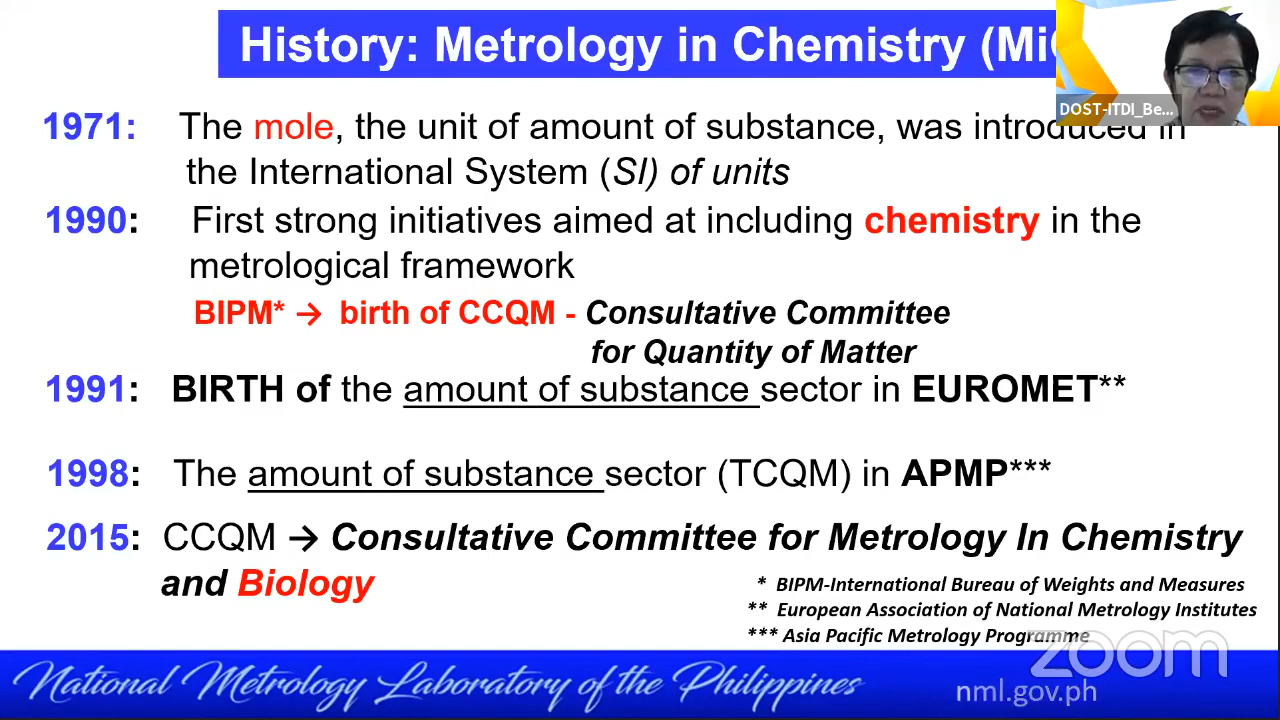 History: Metrology in Chemistry (Mi
DOST-ITDI_Be...
1971: The mole, the unit of amount of substance, was introduced in
the International System (SI) of units
1990: First strong initiatives aimed at including chemistry in the
metrological framework
BIPM* → birth of CCQM - Consultative Committee
for Quantity of Matter
1991: BIRTH of the amount of substance sector in EUROMET**
1998: The amount of substance sector (TCQM) in APMP***
2015: CCQM → Consultative Committee for Metrology In Chemistry
and Biology
* BIPM-International Bureau of Weights and Measures
** European Association of National Metrology Institutes
*** Asia Pacific Metrology Programme
zoom
National Metrology Laboratory of the Philippines
nml.gov.ph